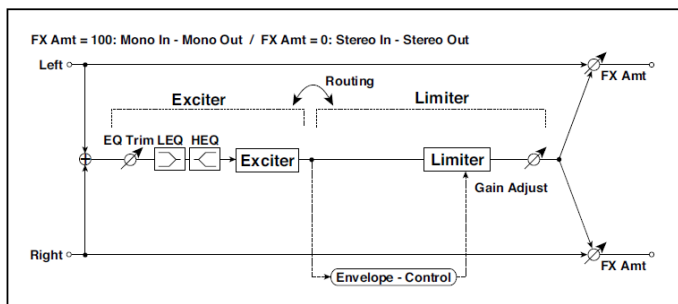 FX Amt = 100: Mono In - Mono Out / FX Amt = 0: Stereo In - Stereo Out
Left
Routing
FX Amt
Exciter
Limiter
EQ Trim LEQ HEQ
Exciter
Limiter
Gain Adjust
Right
FX Amt
Envelope - Control